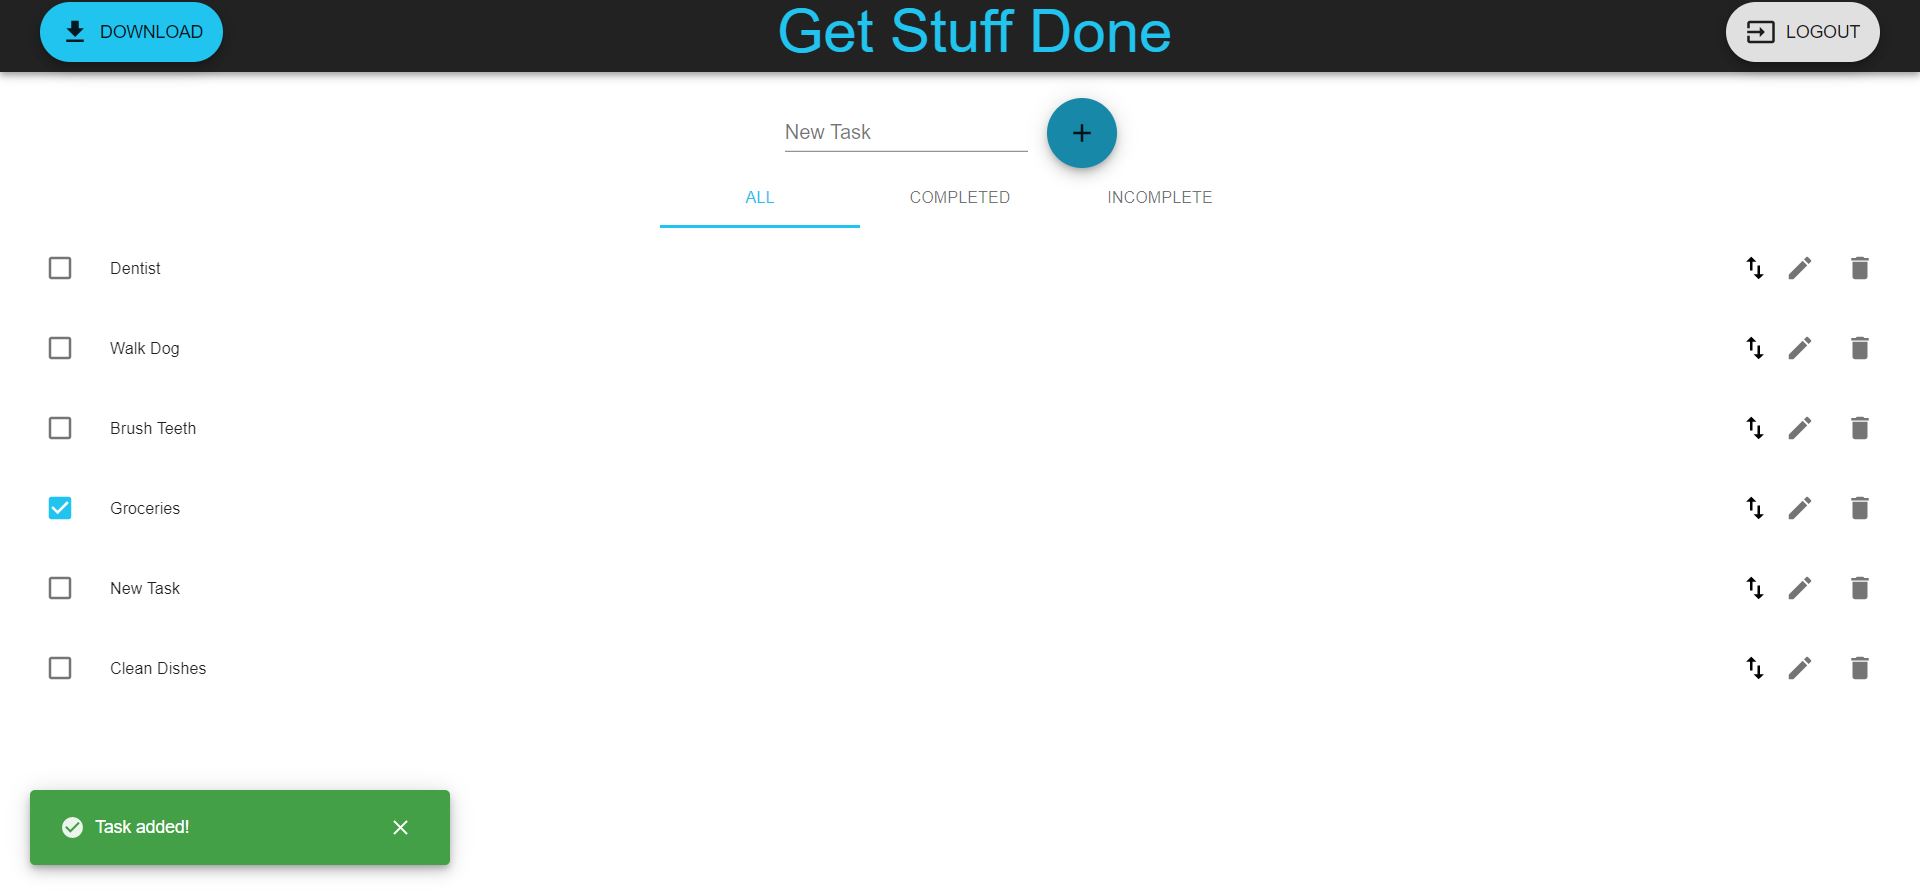 DOWNLOAD
Get Stuff Done
LOGOUT
New Task
ALL
COMPLETED
INCOMPLETE
Dentist
Walk Dog
Brush Teeth
Groceries
New Task
Clean Dishes
Task added!